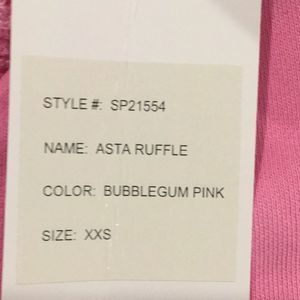 STYLE #: SP21554
NAME: ASTA RUFFLE
COLOR: BUBBLEGUM PINK
SIZE: XXS